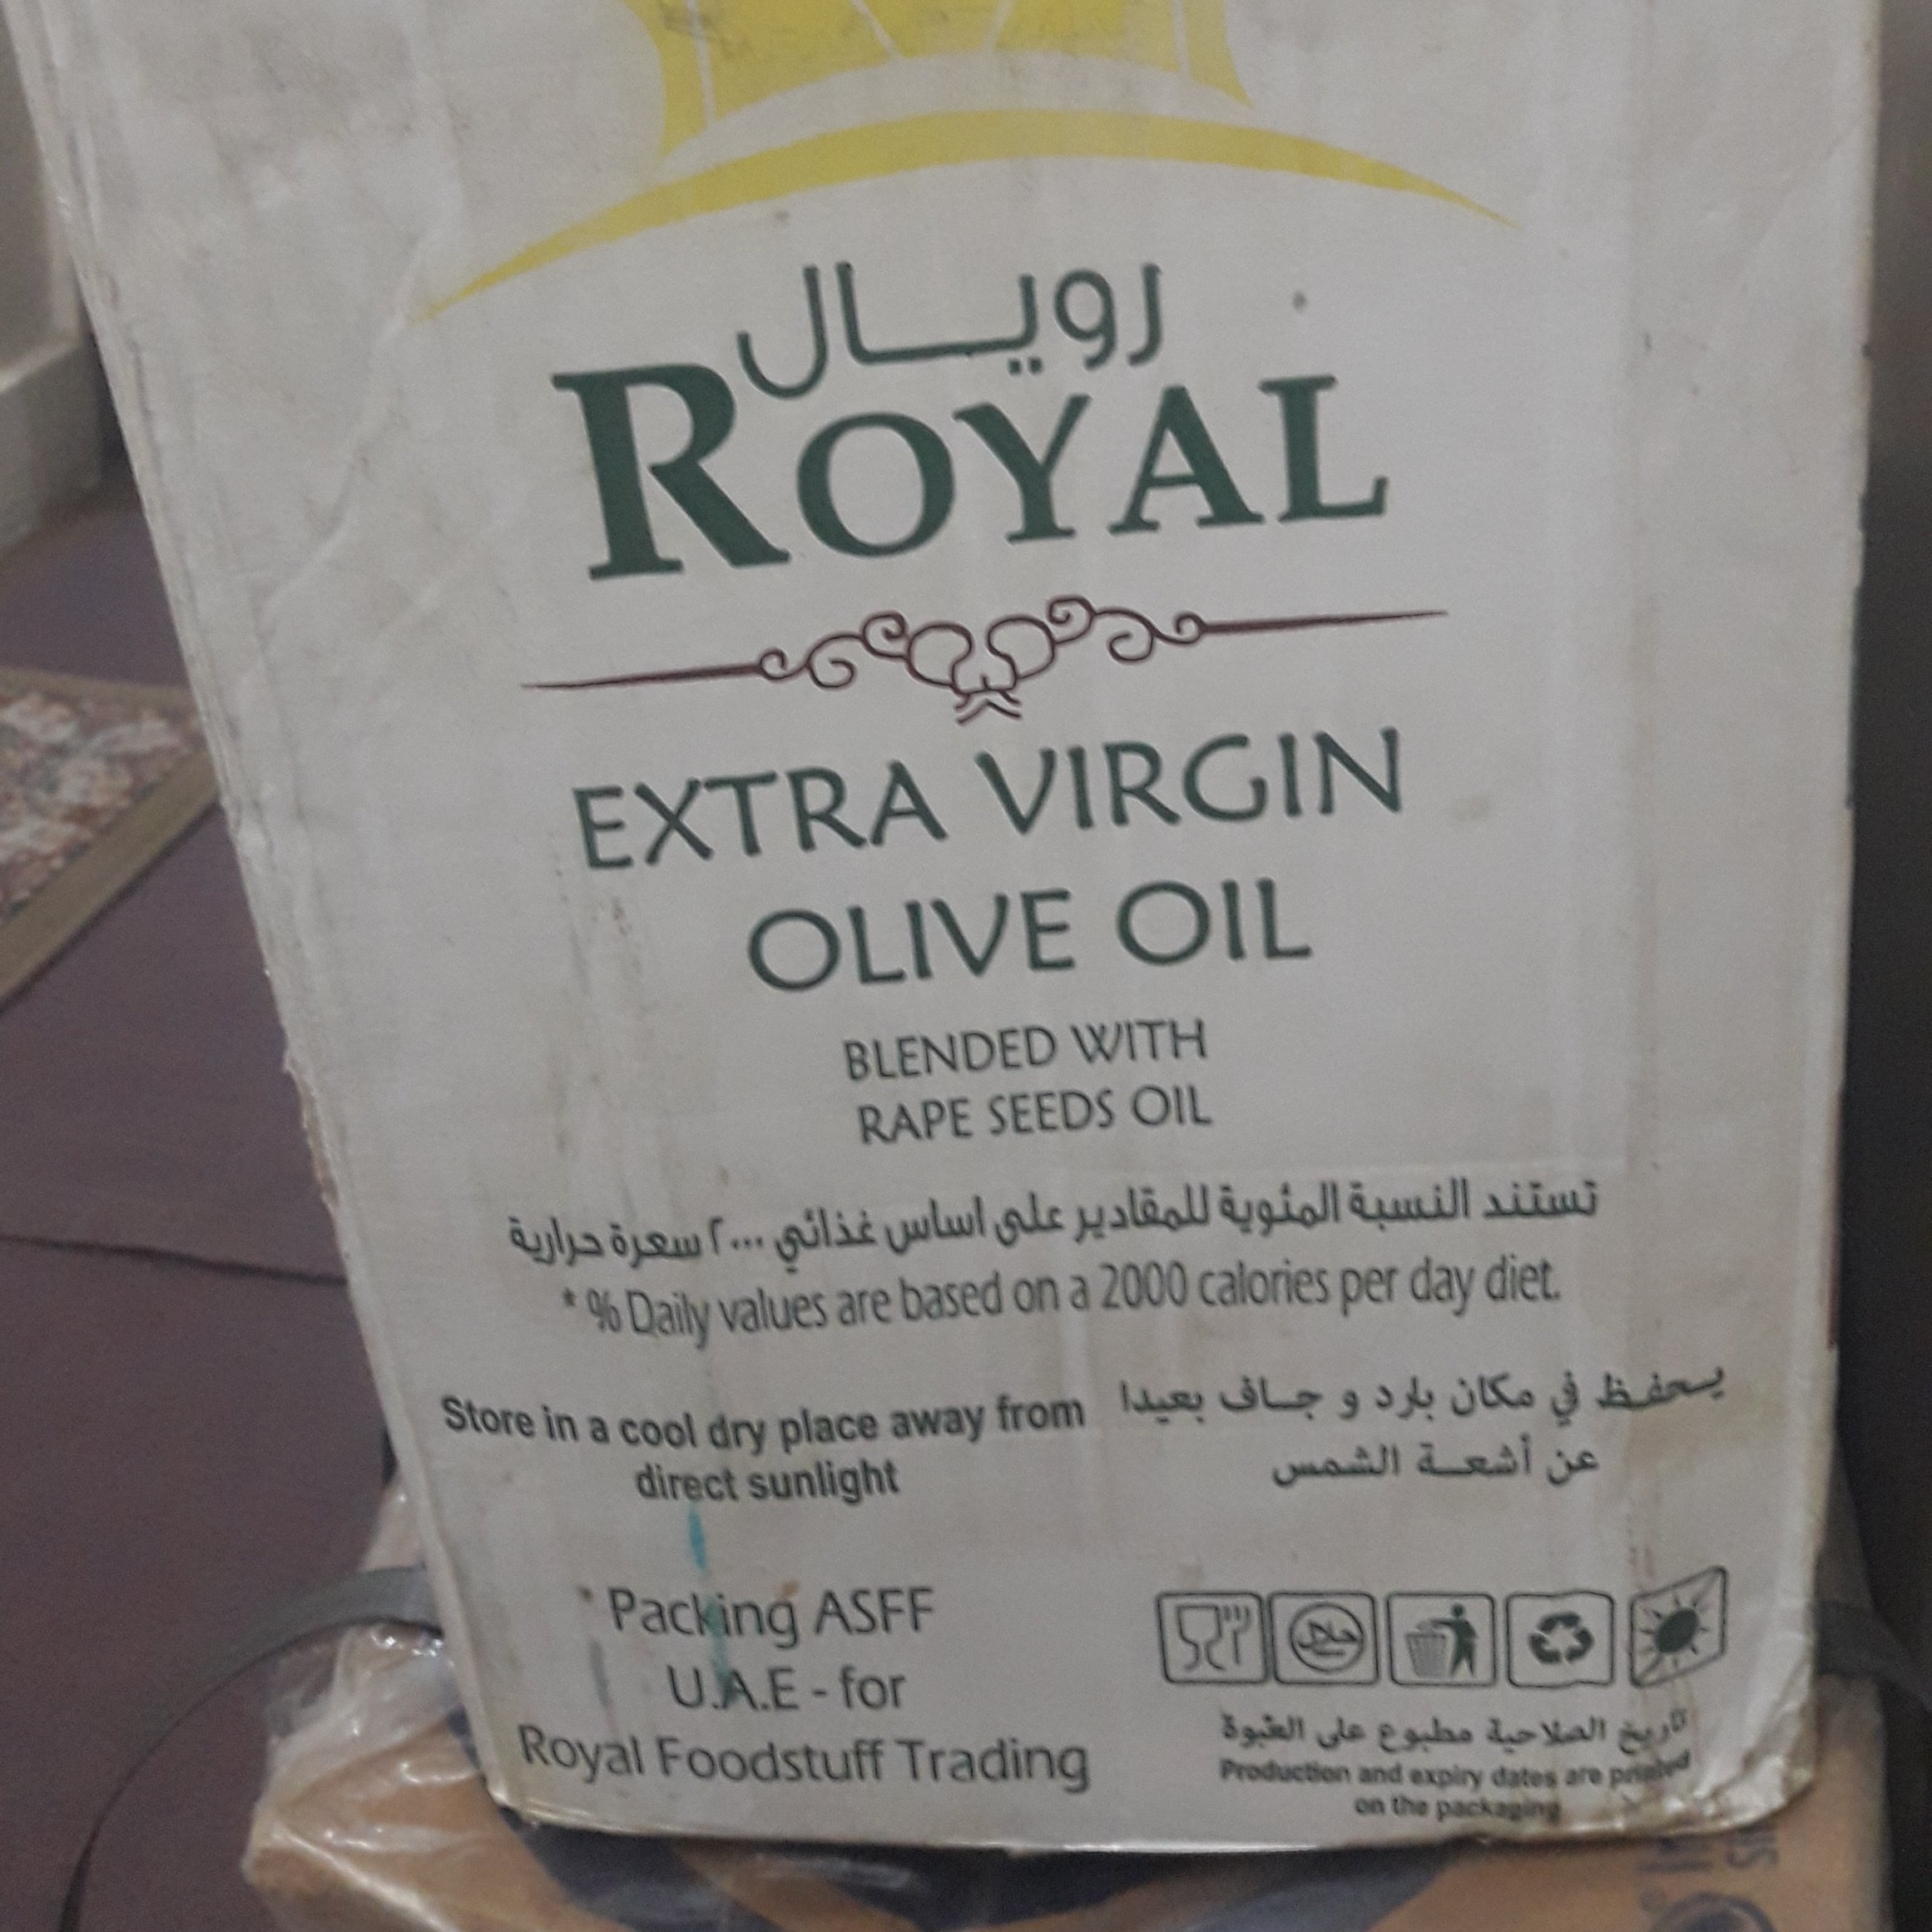 رويال
ROYAL
EXTRA VIRGIN
OLIVE OIL
BLENDED WITH
RAPE SEEDS OIL
تستند النسبة المئوية للمقادير على اساس غذائي ٢٠٠٠ سعرة حرارية
* % Daily values are based on a 2000 calories per day diet.
Store in a cool dry place away from
direct sunlight
يحفظ في مكان بارد و جاف بعيدا
عن أشعة الشمس
* Packing ASFF
U.A.E - for
Royal Foodstuff Trading
حلال
تاريخ الصلاحية مطبوع على العبوة
Production and expiry dates are printed
on the packaging